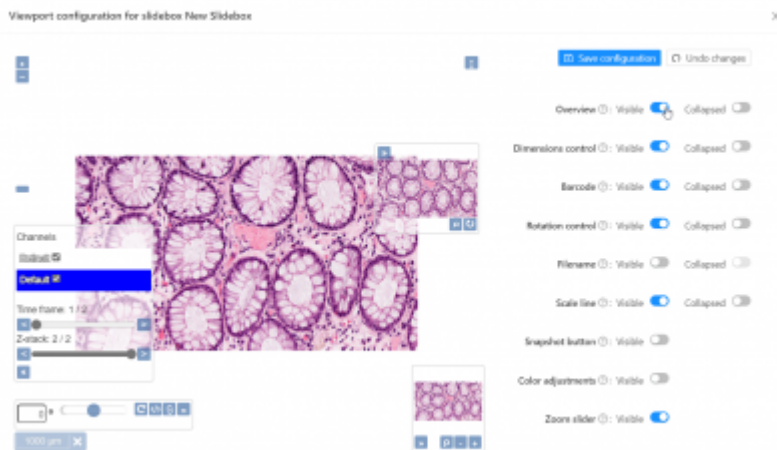 Viewport configuration for slidebox New Slidebox
Save configuration
Undo changes
Overview : Visible Collapsed
Dimensions control : Visible Collapsed
Barcode : Visible Collapsed
Rotation control : Visible Collapsed
Filename : Visible Collapsed
Scale line : Visible Collapsed
Snapshot button : Visible
Color adjustments : Visible
Zoom slider : Visible
Channels
Default
Time frame: 1 / 2
Z-stack: 2 / 2
1000 μm